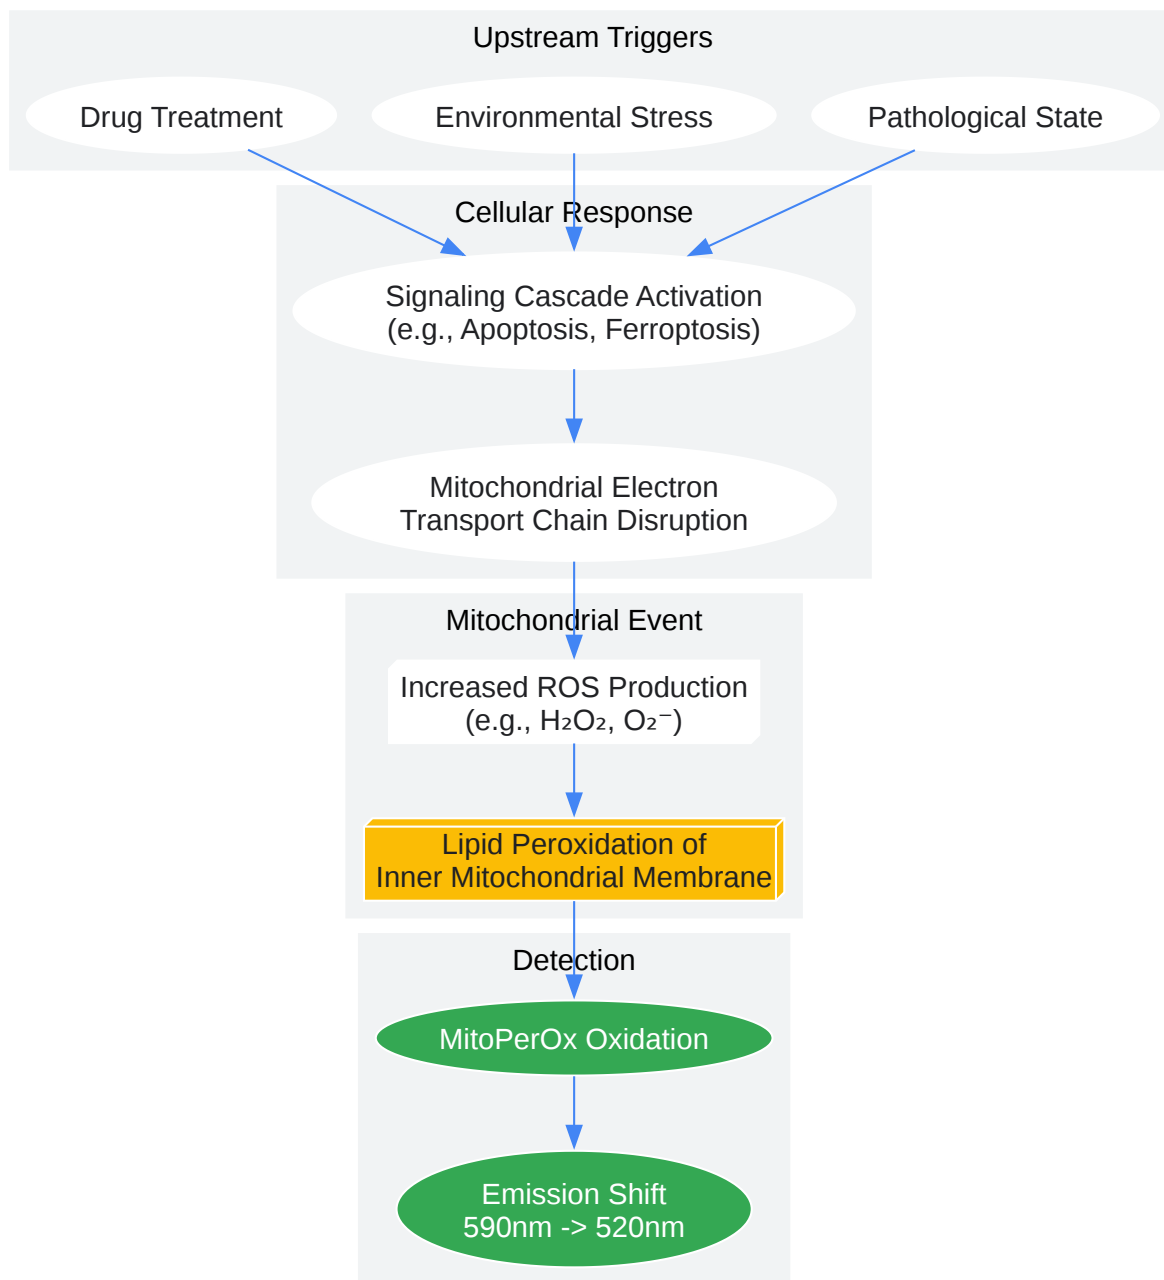 Upstream Triggers
Drug Treatment
Environmental Stress
Pathological State
Cellular Response
Signaling Cascade Activation
(e.g., Apoptosis, Ferroptosis)
Mitochondrial Electron
Transport Chain Disruption
Mitochondrial Event
Increased ROS Production
(e.g., H₂O₂, O₂⁻)
Lipid Peroxidation of
Inner Mitochondrial Membrane
Detection
MitoPerOx Oxidation
Emission Shift
590nm -> 520nm